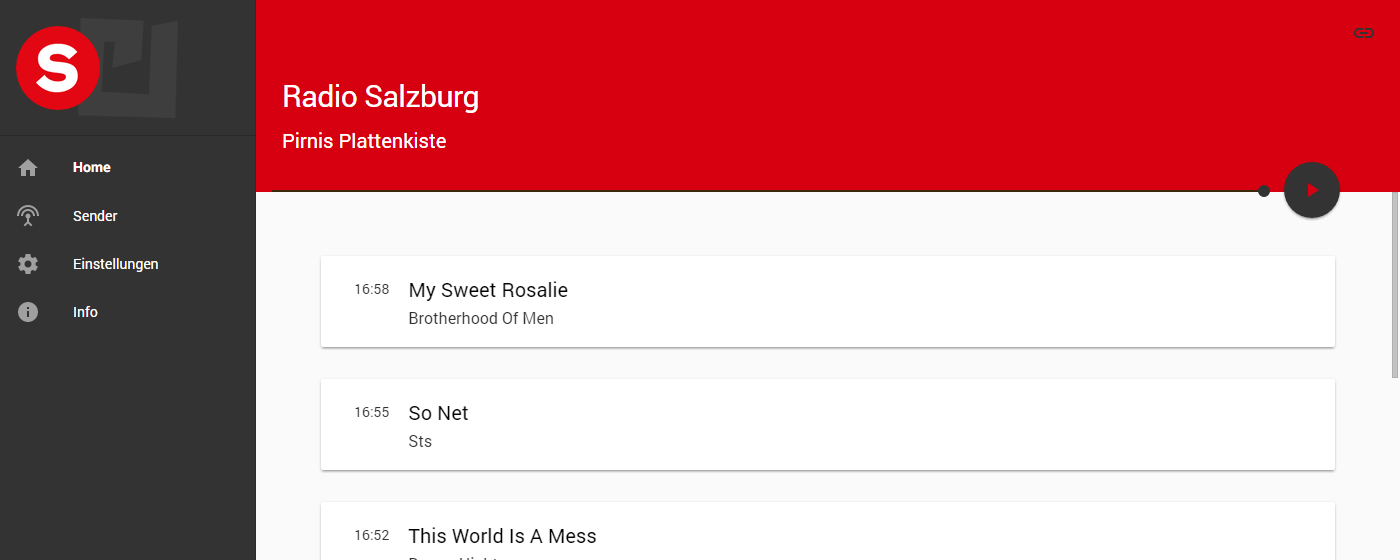 S
Home
Sender
Einstellungen
Info
Radio Salzburg
Pirnis Plattenkiste
16:58 My Sweet Rosalie
Brotherhood Of Men
16:55 So Net
Sts
16:52 This World Is A Mess